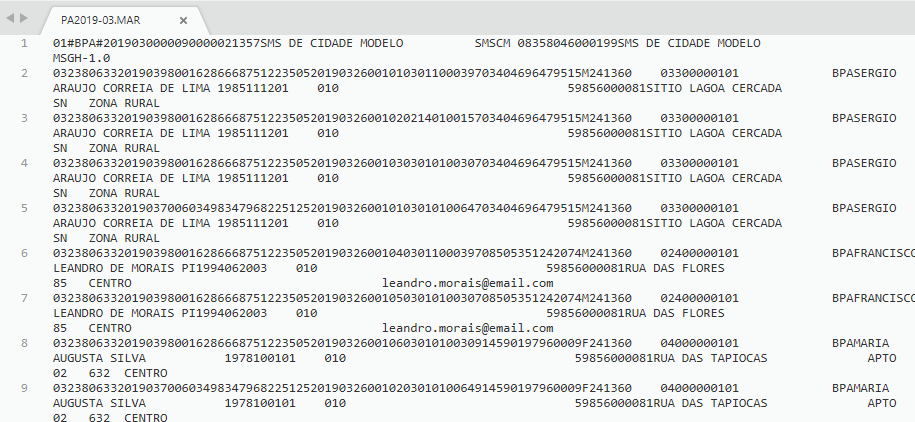 PA2019-03.MAR
1 01#BPA#2019030000090000021357SMS DE CIDADE MODELO SMSCM 08358046000199SMS DE CIDADE MODELO
MSGH-1.0
2 032380633201903980016286668751223505201903260010103011000397034046964795​15M241360 03300000101 BPASERGIO
ARAUJO CORREIA DE LIMA 1985111201 010 59856000081SITIO LAGOA CERCADA
SN ZONA RURAL
3 03238063320190398001628666875122350520190326001020214010015703404696479515M241360 03300000101 BPASERGIO
ARAUJO CORREIA DE LIMA 1985111201 010 59856000081SITIO LAGOA CERCADA
SN ZONA RURAL
4 03238063320190398001628666875122350520190326001030301010030703404696479515M241360 03300000101 BPASERGIO
ARAUJO CORREIA DE LIMA 1985111201 010 59856000081SITIO LAGOA CERCADA
SN ZONA RURAL
5 03238063320190370060349834796822512520190326001010301010064703404696479515M241360 03300000101 BPASERGIO
ARAUJO CORREIA DE LIMA 1985111201 010 59856000081SITIO LAGOA CERCADA
SN ZONA RURAL
6 03238063320190398001628666875122350520190326001040301100039708505351242074M241360 02400000101 BPAFRANCISCO
LEANDRO DE MORAIS PI1994062003 010 59856000081RUA DAS FLORES
85 CENTRO leandro.morais@email.com
7 03238063320190398001628666875122350520190326001050301010030708505351242074M241360 02400000101 BPAFRANCISCO
LEANDRO DE MORAIS PI1994062003 010 59856000081RUA DAS FLORES
85 CENTRO leandro.morais@email.com
8 03238063320190398001628666875122350520190326001060301010030914590197960009F241360 04000000101 BPAMARIA
AUGUSTA SILVA 1978100101 010 59856000081RUA DAS TAPIOCAS APTO
02 632 CENTRO
9 03238063320190370060349834796822512520190326001020301010064914590197960009F241360 04000000101 BPAMARIA
AUGUSTA SILVA 1978100101 010 59856000081RUA DAS TAPIOCAS APTO
02 632 CENTRO